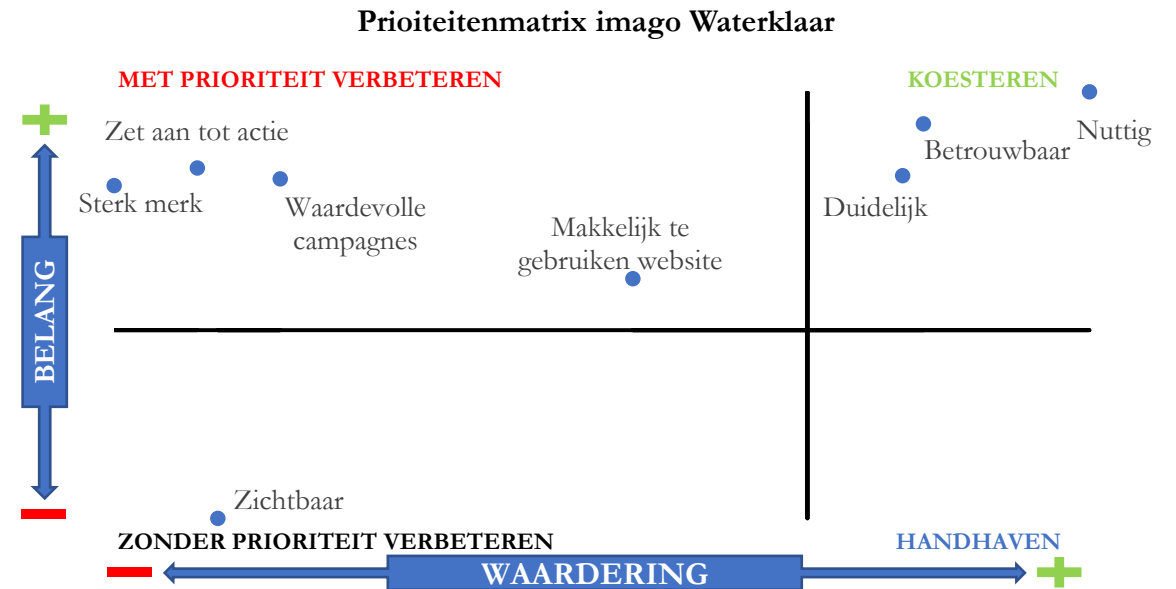 Prioiteitenmatrix imago Waterklaar
MET PRIORITEIT VERBETEREN
KOESTEREN
Zet aan tot actie
Nuttig
Betrouwbaar
Sterk merk
Waardevolle
campagnes
Duidelijk
Makkelijk te
gebruiken website
BELANG
Zichtbaar
ZONDER PRIORITEIT VERBETEREN
HANDHAVEN
WAARDERING